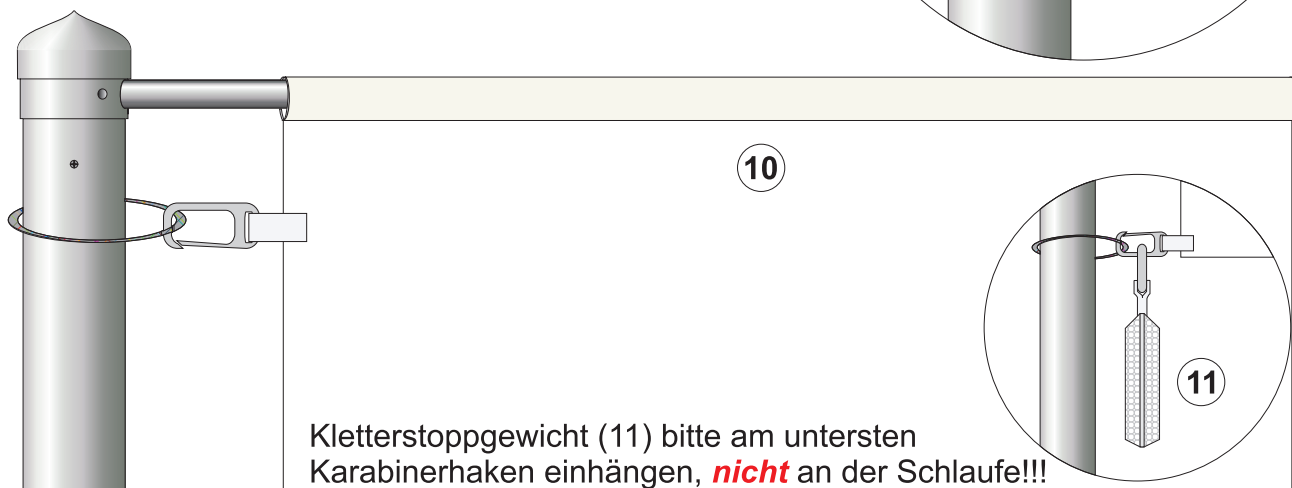 10
11
Kletterstoppgewicht (11) bitte am untersten
Karabinerhaken einhängen, nicht an der Schlaufe!!!